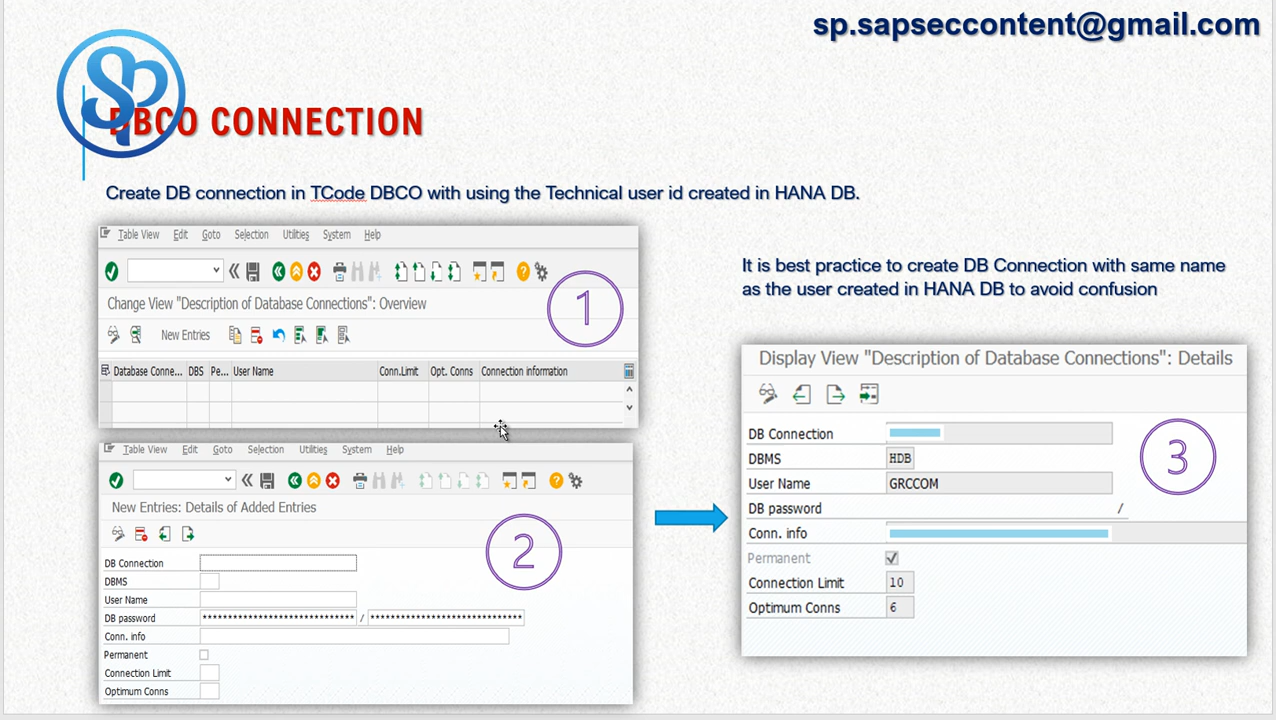 sp.sapseccontent@gmail.com
SP
DBCO CONNECTION
Create DB connection in TCode DBCO with using the Technical user id created in HANA DB.
Table View Edit Goto Selection Utilities System Help
Change View "Description of Database Connections": Overview
1
New Entries
Database Conne... DBS Pe... User Name Conn.Limit Opt. Conns Connection information
Table View Edit Goto Selection Utilities System Help
New Entries: Details of Added Entries
2
DB Connection
DBMS
User Name
DB password ****************************** / ******************************
Conn. info
Permanent
Connection Limit
Optimum Conns
It is best practice to create DB Connection with same name
as the user created in HANA DB to avoid confusion
Display View "Description of Database Connections": Details
DB Connection
3
DBMS HDB
User Name GRCCOM
DB password /
Conn. info
Permanent
Connection Limit 10
Optimum Conns 6